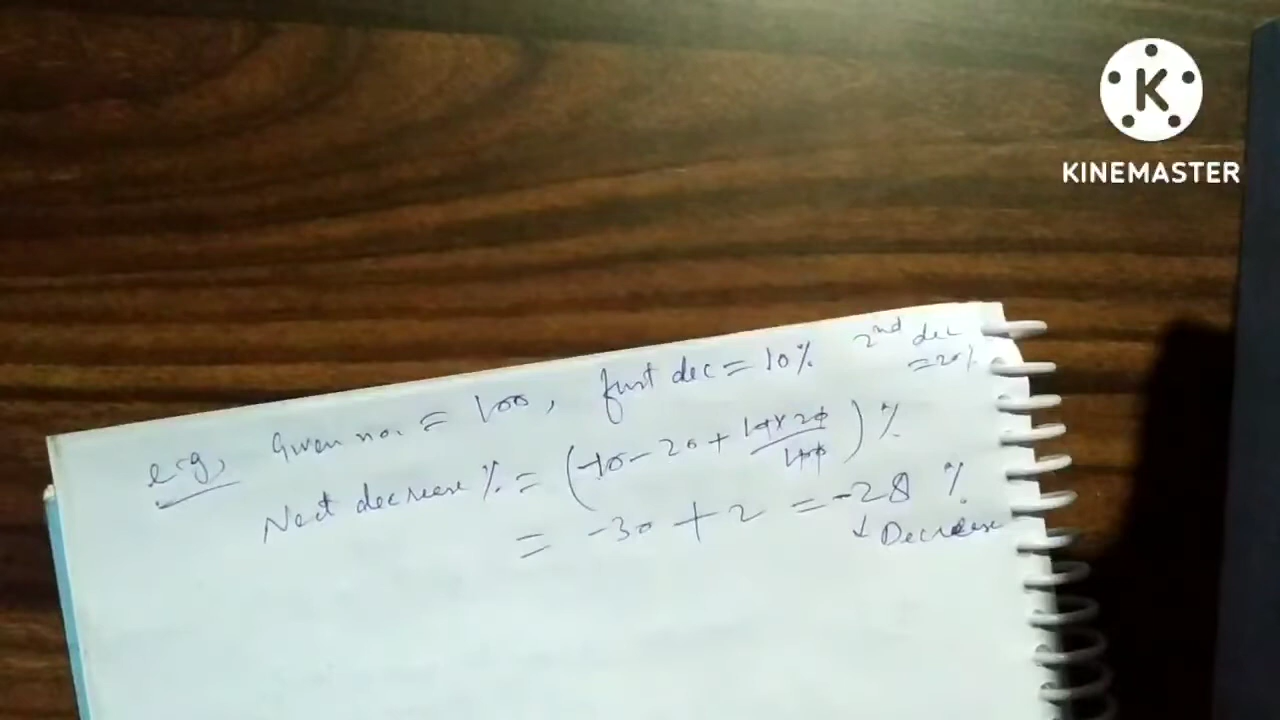 KINEMASTER
e.g, Given no. = 100, first dec = 10% 2nd dec = 20%
Net decrease % = (-10 - 20 + 10 x 20 / 100) %
= -30 + 2 = -28 %
↓ Decrease